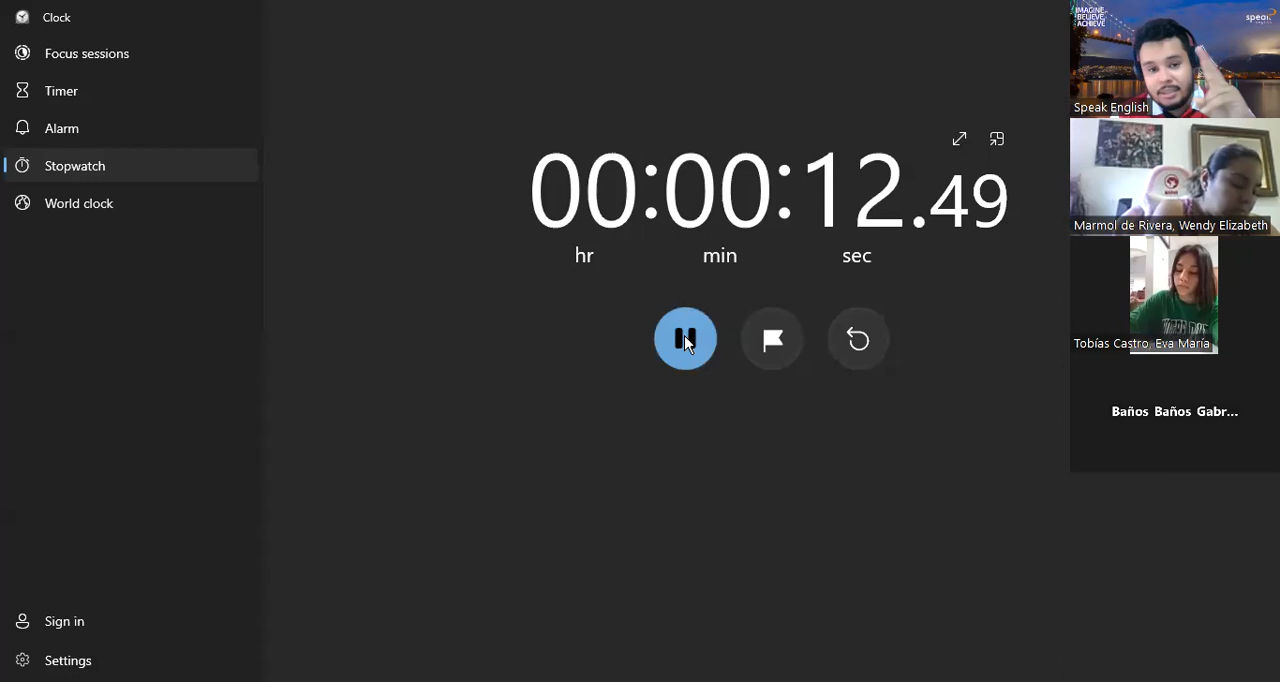 Clock
Focus sessions
Timer
Alarm
Stopwatch
World clock
Sign in
Settings
00:00:12.49
hr min sec
IMAGINE
BELIEVE
ACHIEVE
speak
Speak English
Marmol de Rivera, Wendy Elizabeth
Tobías Castro, Eva María
Baños Baños Gabr...